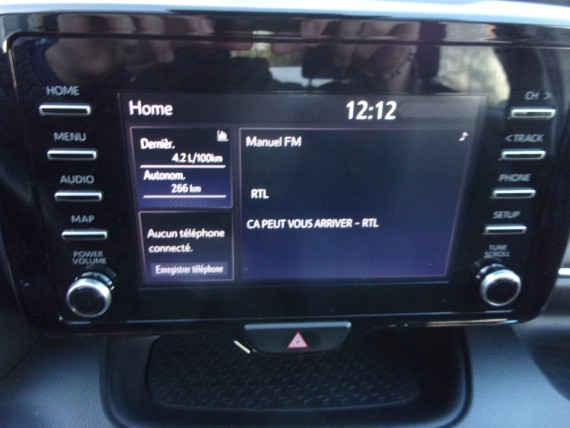 HOME
MENU
AUDIO
MAP
POWER
VOLUME
Home
12:12
Dernièr.
4.2 L/100km
Autonom.
266 km
Aucun téléphone
connecté.
Enregistrer téléphone
Manuel FM
RTL
CA PEUT VOUS ARRIVER - RTL
CH >
<TRACK
PHONE
SETUP
TUNE
SCROLL